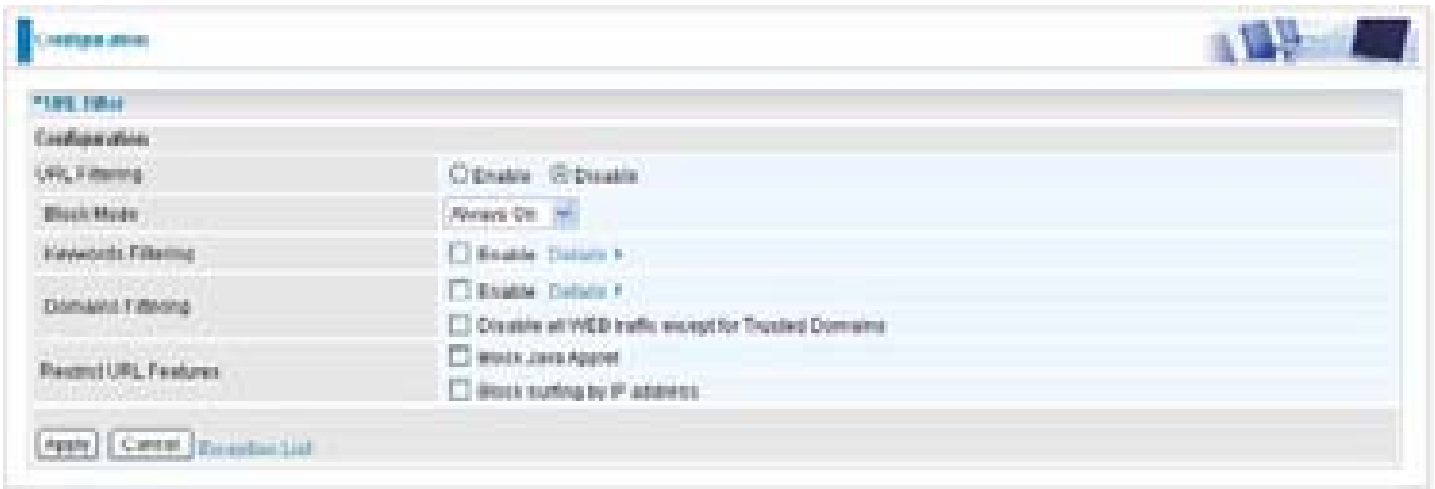 Configuration
*URL Filter
Configuration
URL Filtering Enable Disable
Block Mode Always On
Keywords Filtering Enable Details
Domains Filtering Enable Details
Disable all WEB traffic except for Trusted Domains
Restrict URL Features Block Java Applet
Block surfing by IP address
Apply Cancel Exception List